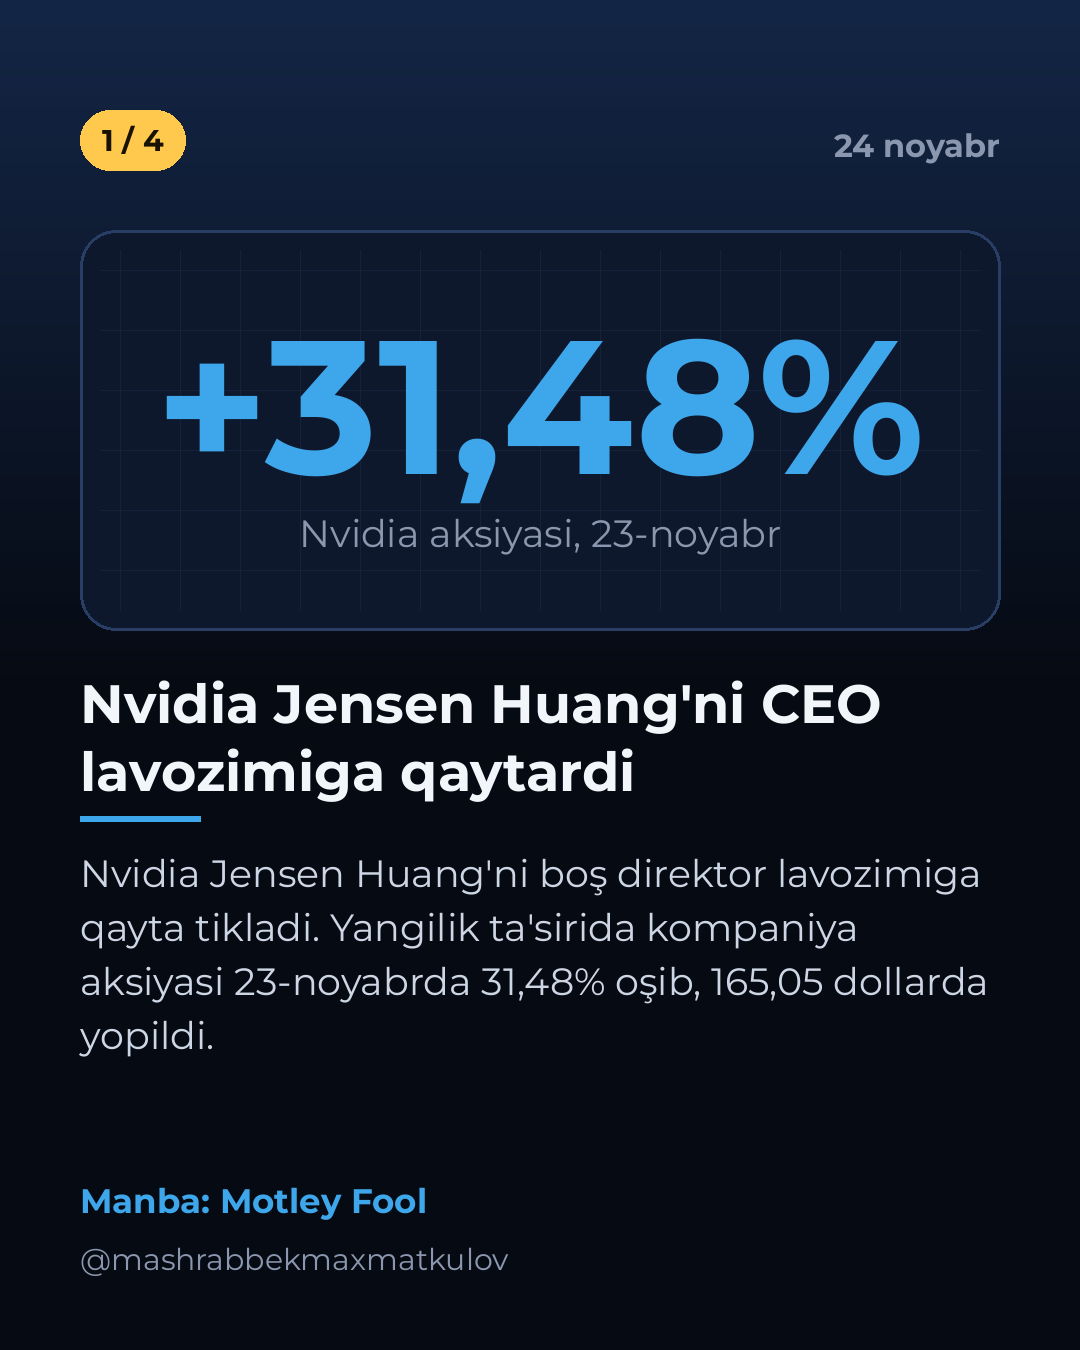 1 / 4
24 noyabr
+31,48%
Nvidia aksiyasi, 23-noyabr
Nvidia Jensen Huang'ni CEO
lavozimiga qaytardi
Nvidia Jensen Huang'ni boş direktor lavozimiga
qayta tikladi. Yangilik ta'sirida kompaniya
aksiyasi 23-noyabrda 31,48% oşib, 165,05 dollarda
yopildi.
Manba: Motley Fool
@mashrabbekmaxmatkulov